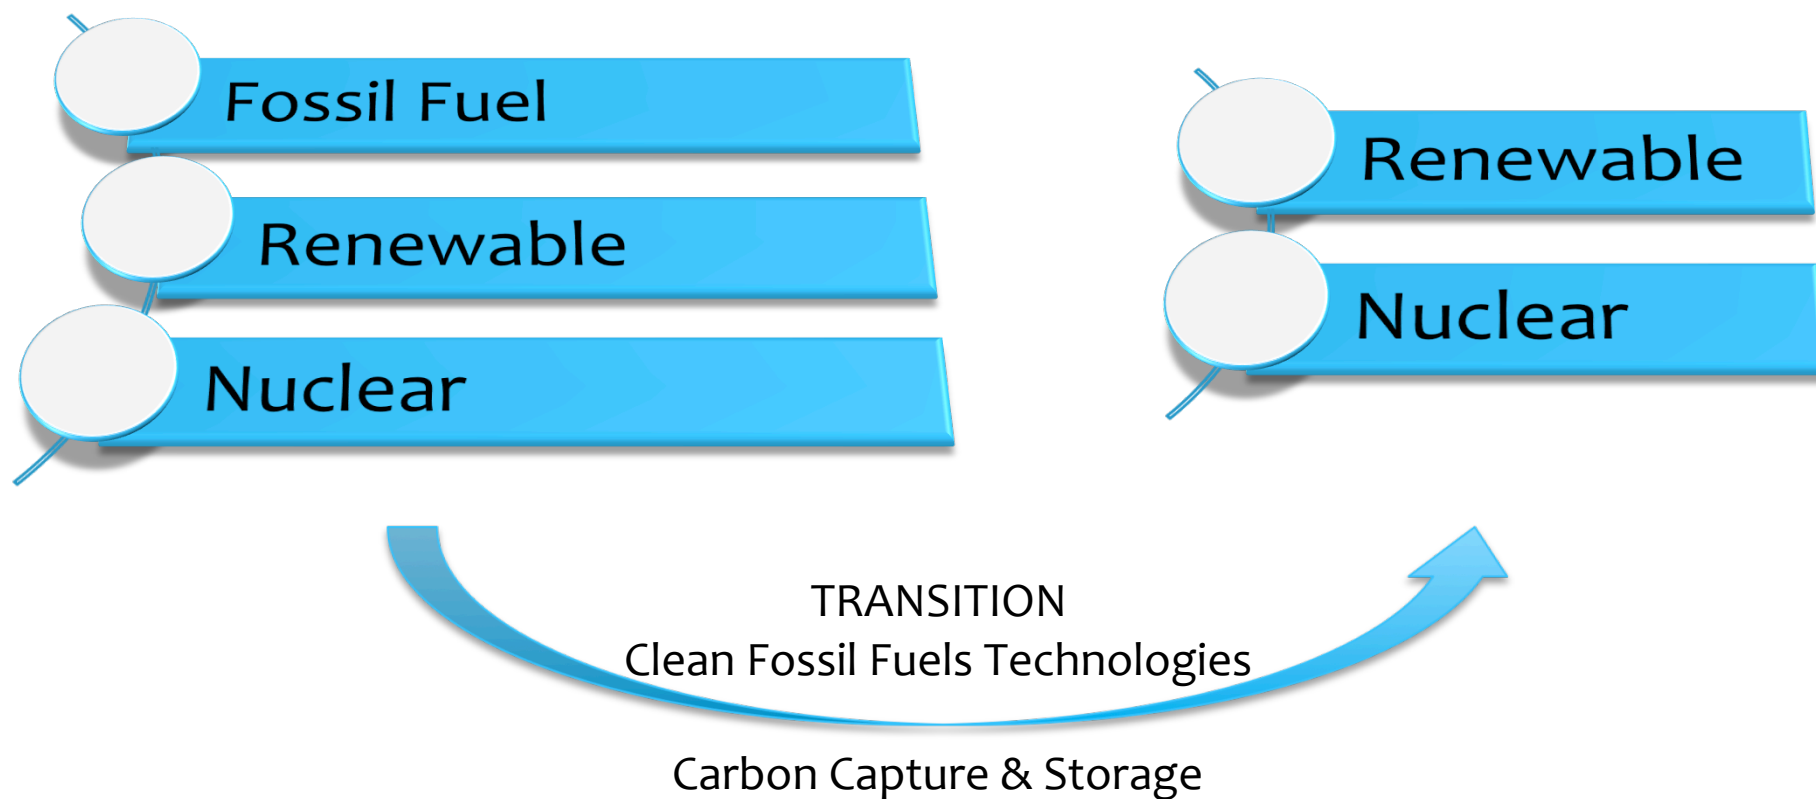 Fossil Fuel
Renewable
Nuclear
Renewable
Nuclear
TRANSITION
Clean Fossil Fuels Technologies
Carbon Capture & Storage